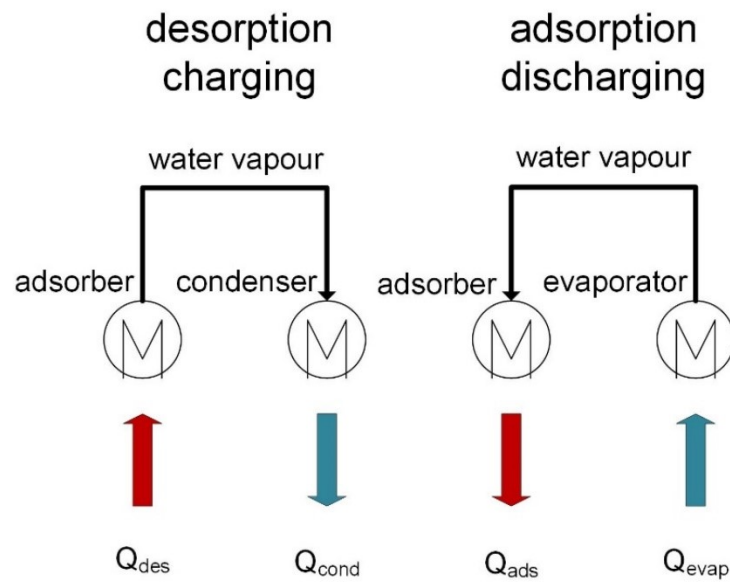 desorption
charging
adsorption
discharging
water vapour
water vapour
adsorber
condenser
adsorber
evaporator
Qdes
Qcond
Qads
Qevap